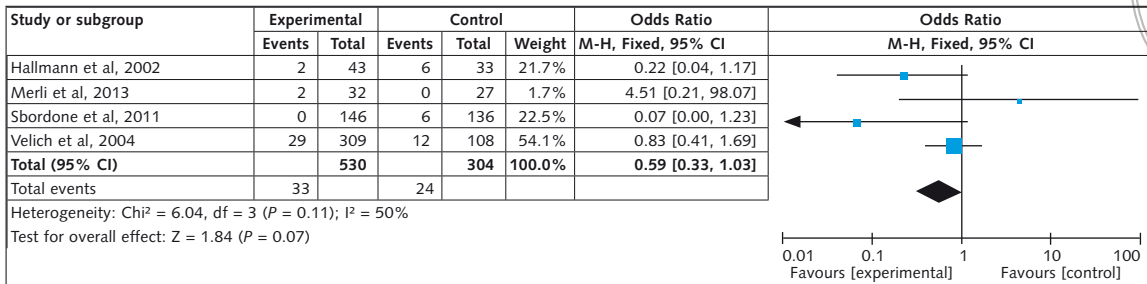 Study or subgroup Experimental Control Odds Ratio Odds Ratio
Events Total Events Total Weight M-H, Fixed, 95% CI M-H, Fixed, 95% CI
Hallmann et al, 2002 2 43 6 33 21.7% 0.22 [0.04, 1.17]
Merli et al, 2013 2 32 0 27 1.7% 4.51 [0.21, 98.07]
Sbordone et al, 2011 0 146 6 136 22.5% 0.07 [0.00, 1.23]
Velich et al, 2004 29 309 12 108 54.1% 0.83 [0.41, 1.69]
Total (95% CI) 530 304 100.0% 0.59 [0.33, 1.03]
Total events 33 24
Heterogeneity: Chi² = 6.04, df = 3 (P = 0.11); I² = 50%
Test for overall effect: Z = 1.84 (P = 0.07)
0.01 0.1 1 10 100
Favours [experimental] Favours [control]